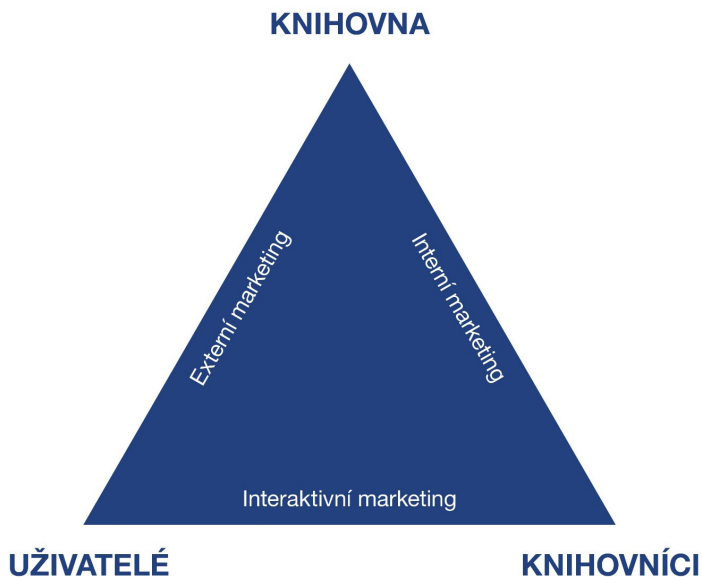 KNIHOVNA
Externí marketing
Interní marketing
Interaktivní marketing
UŽIVATELÉ
KNIHOVNÍCI